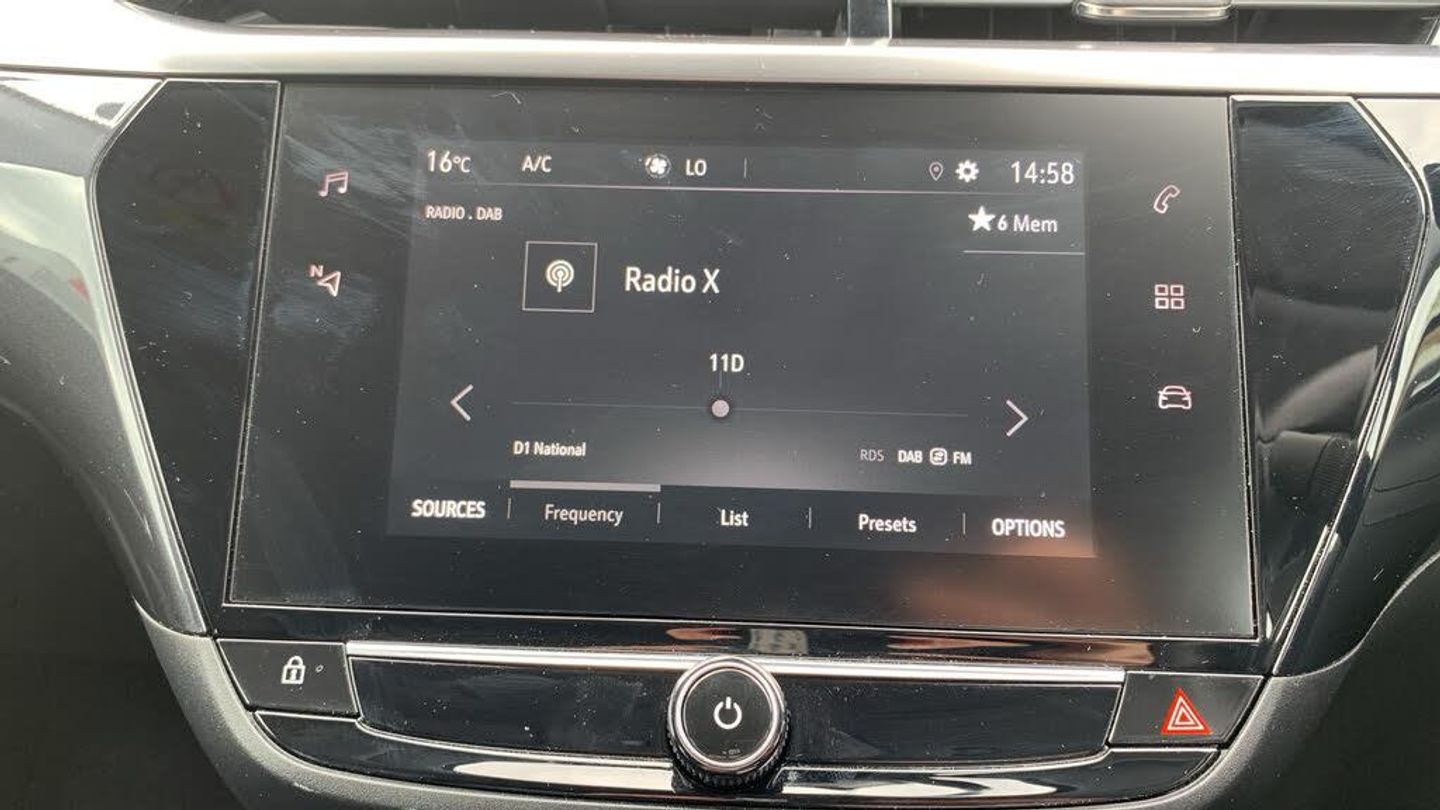 16°C A/C LO 14:58
RADIO . DAB
6 Mem
N
Radio X
11D
D1 National RDS DAB FM
SOURCES Frequency List Presets OPTIONS